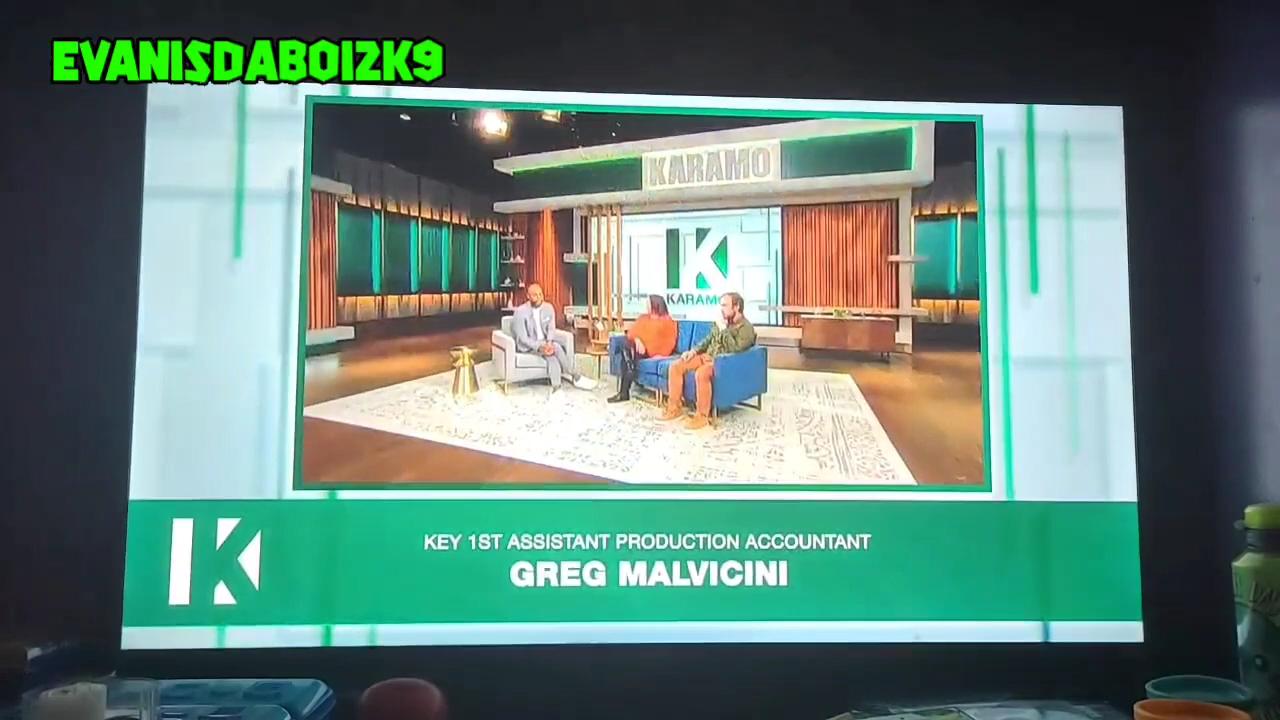 EVANISDABOIZK9
KARAMO
K
KARAMO
K
KEY 1ST ASSISTANT PRODUCTION ACCOUNTANT
GREG MALVICINI